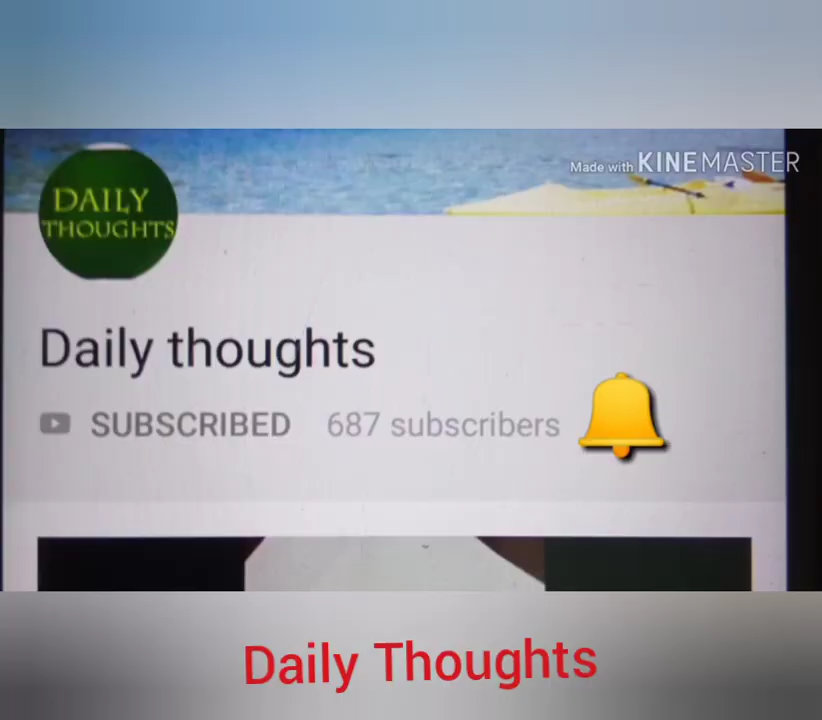 Made with KINEMASTER
DAILY
THOUGHTS
Daily thoughts
SUBSCRIBED 687 subscribers
Daily Thoughts